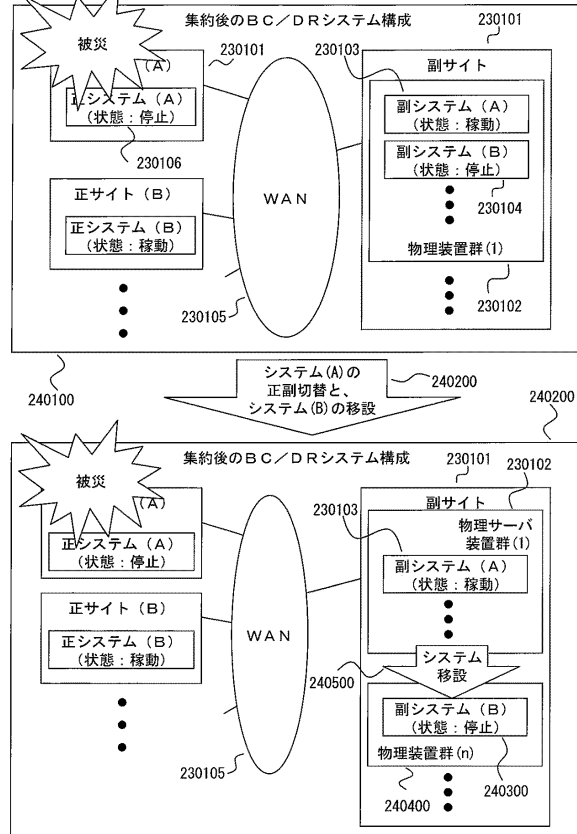 集約後のＢＣ／ＤＲシステム構成
被災
(A)
230101
正システム（Ａ）
(状態：停止)
230106
正サイト（Ｂ）
正システム（Ｂ）
(状態：稼動)
ＷＡＮ
230105
230101
230103
副サイト
副システム（Ａ）
(状態：稼動)
副システム（Ｂ）
(状態：停止)
230104
物理装置群(1)
230102
240100
システム(A)の
正副切替と、
システム(B)の移設
240200
240200
集約後のＢＣ／ＤＲシステム構成
被災
(A)
正システム（Ａ）
(状態：停止)
正サイト（Ｂ）
正システム（Ｂ）
(状態：稼動)
ＷＡＮ
230105
230101
230102
副サイト
230103
物理サーバ
装置群(1)
副システム（Ａ）
(状態：稼動)
システム
移設
240500
副システム（Ｂ）
(状態：停止)
物理装置群(n)
240400
240300